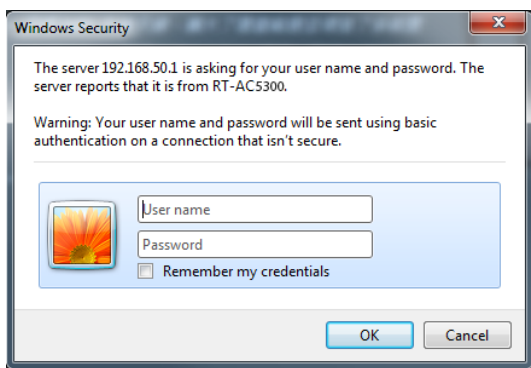 Windows Security
The server 192.168.50.1 is asking for your user name and password. The
server reports that it is from RT-AC5300.
Warning: Your user name and password will be sent using basic
authentication on a connection that isn't secure.
User name
Password
Remember my credentials
OK
Cancel